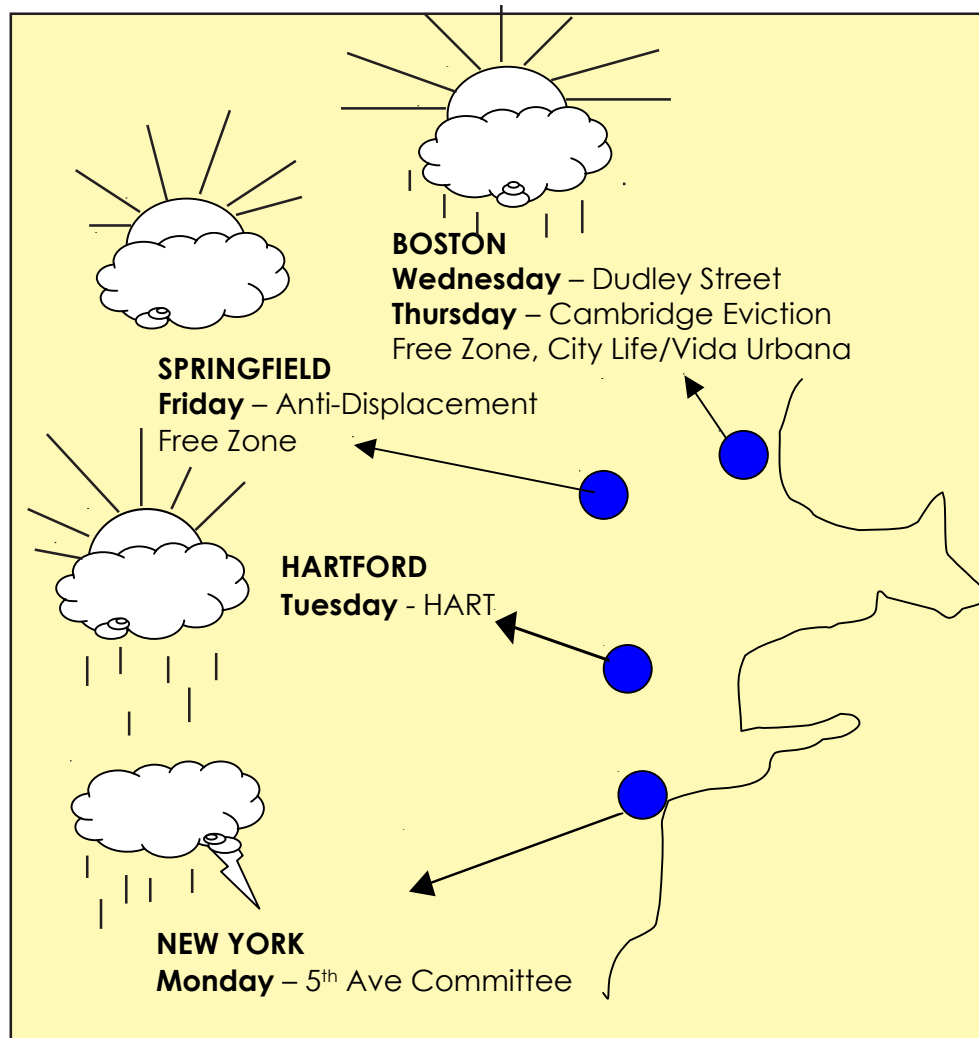 BOSTON
Wednesday – Dudley Street
Thursday – Cambridge Eviction
Free Zone, City Life/Vida Urbana
SPRINGFIELD
Friday – Anti-Displacement
Free Zone
HARTFORD
Tuesday - HART
NEW YORK
Monday – 5th Ave Committee